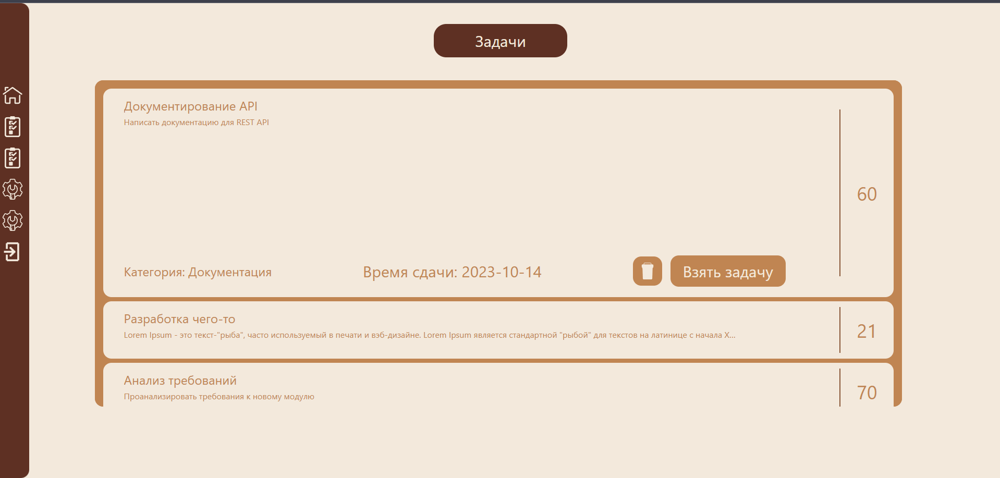 Задачи
Документирование API
Написать документацию для REST API
60
Категория: Документация
Время сдачи: 2023-10-14
Взять задачу
Разработка чего-то
Lorem Ipsum - это текст-"рыба", часто используемый в печати и вэб-дизайне. Lorem Ipsum является стандартной "рыбой" для текстов на латинице с начала X...
21
Анализ требований
Проанализировать требования к новому модулю
70